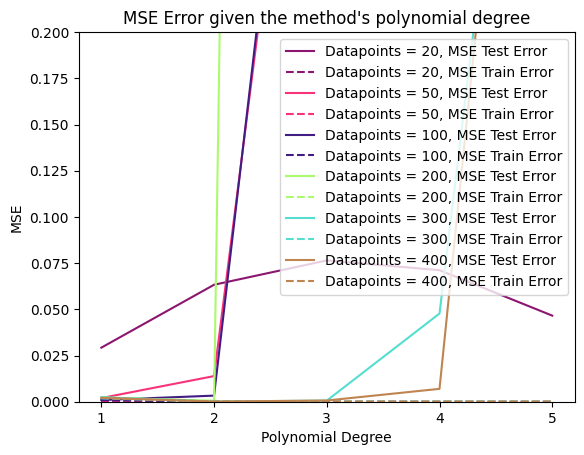 MSE Error given the method's polynomial degree
0.200
0.175
0.150
0.125
0.100
0.075
0.050
0.025
0.000
MSE
Datapoints = 20, MSE Test Error
Datapoints = 20, MSE Train Error
Datapoints = 50, MSE Test Error
Datapoints = 50, MSE Train Error
Datapoints = 100, MSE Test Error
Datapoints = 100, MSE Train Error
Datapoints = 200, MSE Test Error
Datapoints = 200, MSE Train Error
Datapoints = 300, MSE Test Error
Datapoints = 300, MSE Train Error
Datapoints = 400, MSE Test Error
Datapoints = 400, MSE Train Error
1 2 3 4 5
Polynomial Degree